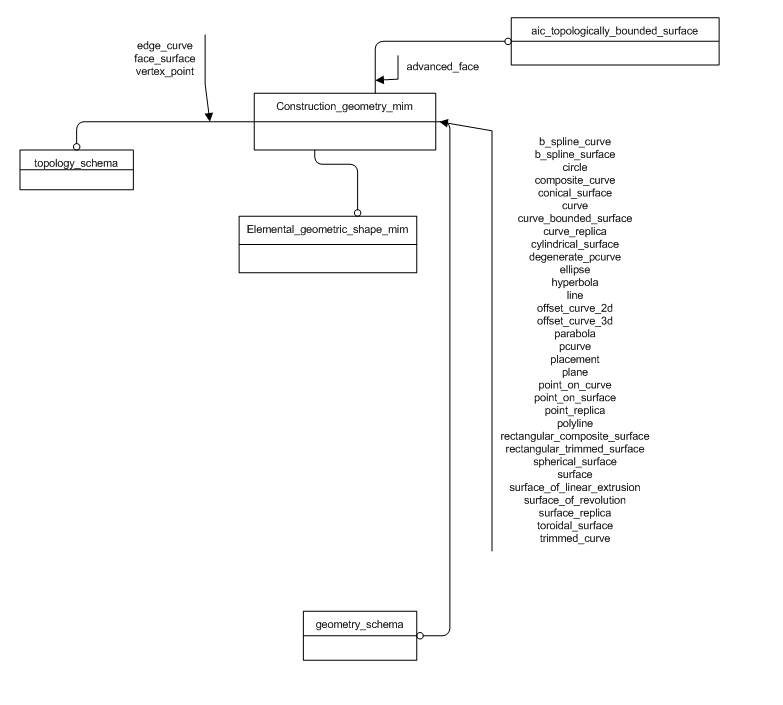 aic_topologically_bounded_surface
edge_curve
face_surface
vertex_point
advanced_face
Construction_geometry_mim
topology_schema
Elemental_geometric_shape_mim
b_spline_curve
b_spline_surface
circle
composite_curve
conical_surface
curve
curve_bounded_surface
curve_replica
cylindrical_surface
degenerate_pcurve
ellipse
hyperbola
line
offset_curve_2d
offset_curve_3d
parabola
pcurve
placement
plane
point_on_curve
point_on_surface
point_replica
polyline
rectangular_composite_surface
rectangular_trimmed_surface
spherical_surface
surface
surface_of_linear_extrusion
surface_of_revolution
surface_replica
toroidal_surface
trimmed_curve
geometry_schema